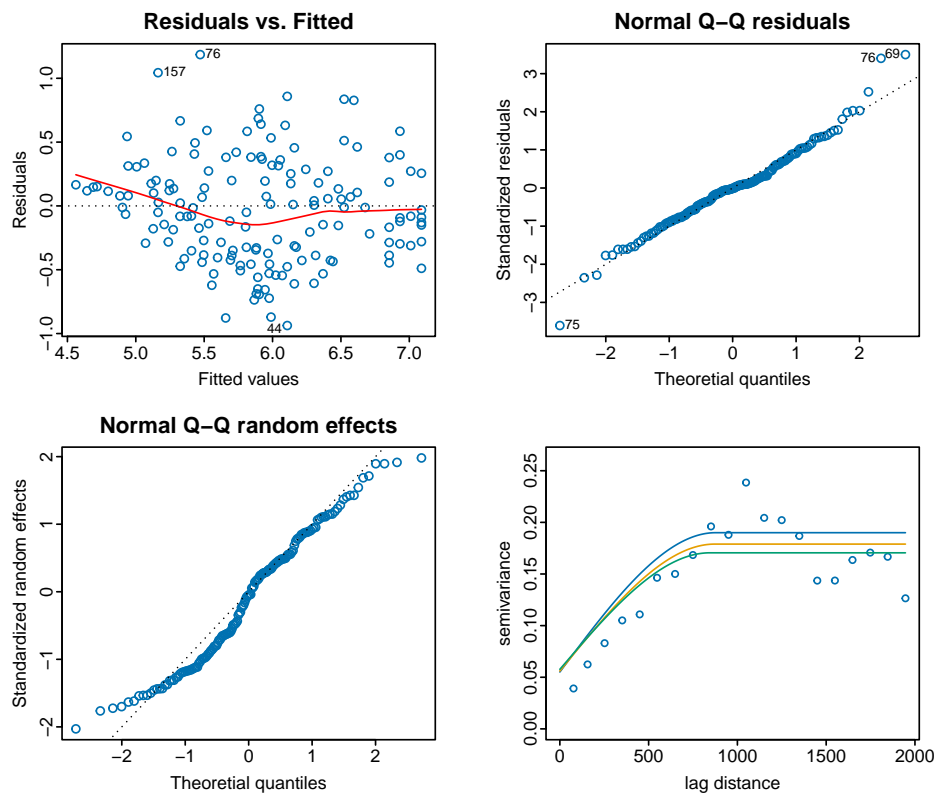 Residuals vs. Fitted
Residuals
−1.0 −0.5 0.0 0.5 1.0
76
157
44
4.5 5.0 5.5 6.0 6.5 7.0
Fitted values
Normal Q−Q residuals
Standardized residuals
−3 −2 −1 0 1 2 3
76 69
75
−2 −1 0 1 2
Theoretial quantiles
Normal Q−Q random effects
Standardized random effects
−2 −1 0 1 2
−2 −1 0 1 2
Theoretial quantiles
semivariance
0.00 0.05 0.10 0.15 0.20 0.25
0 500 1000 1500 2000
lag distance